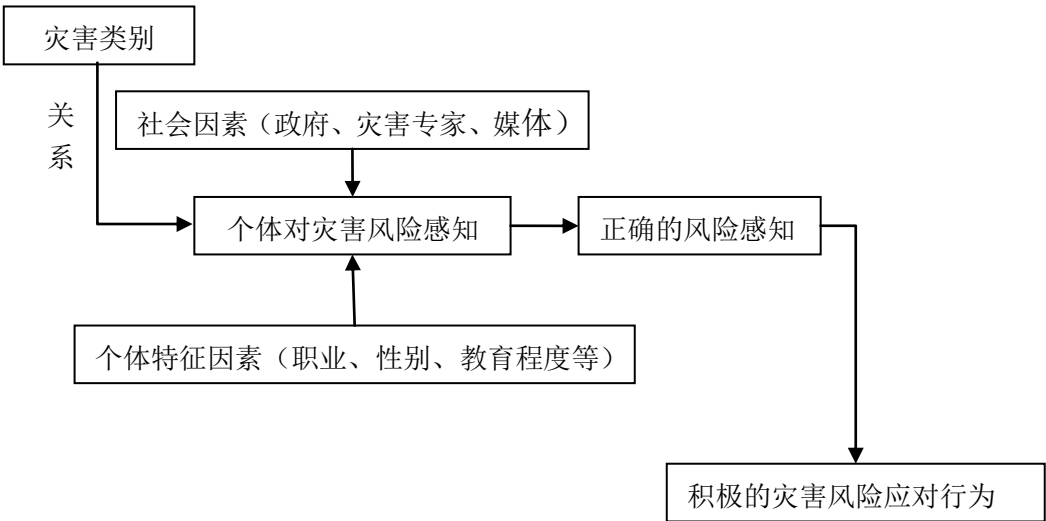 灾害类别
关
系
社会因素（政府、灾害专家、媒体）
个体对灾害风险感知
正确的风险感知
个体特征因素（职业、性别、教育程度等）
积极的灾害风险应对行为